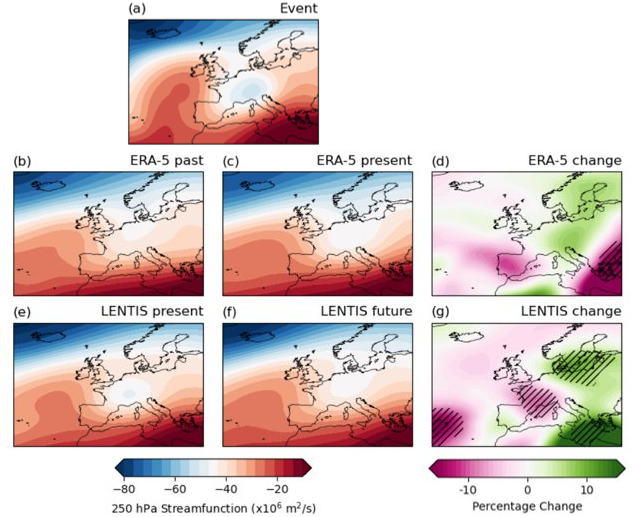 (a) Event
(b) ERA-5 past
(c) ERA-5 present
(d) ERA-5 change
(e) LENTIS present
(f) LENTIS future
(g) LENTIS change
−80 −60 −40 −20
250 hPa Streamfunction (x10⁶ m²/s)
-10 0 10
Percentage Change